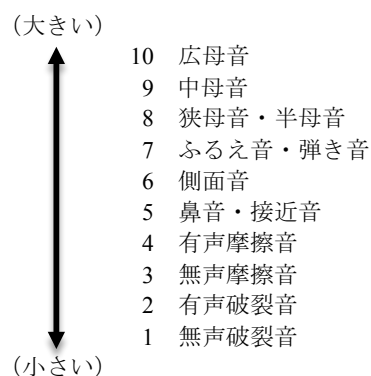 （大きい）
10 広母音
9 中母音
8 狭母音・半母音
7 ふるえ音・弾き音
6 側面音
5 鼻音・接近音
4 有声摩擦音
3 無声摩擦音
2 有声破裂音
1 無声破裂音
（小さい）